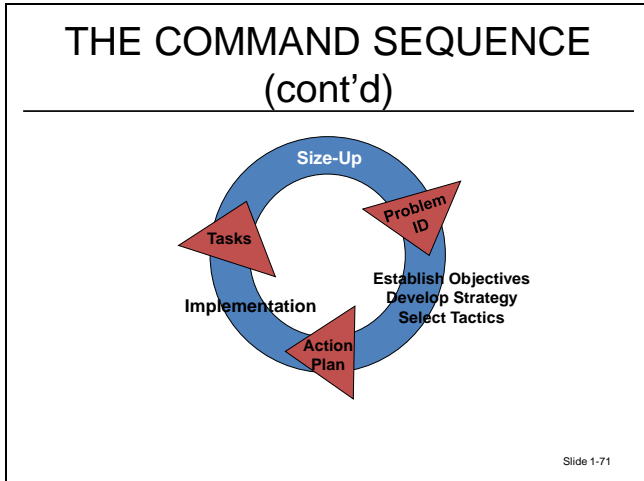 THE COMMAND SEQUENCE
(cont'd)
Size-Up
Problem
ID
Tasks
Establish Objectives
Develop Strategy
Select Tactics
Implementation
Action
Plan
Slide 1-71